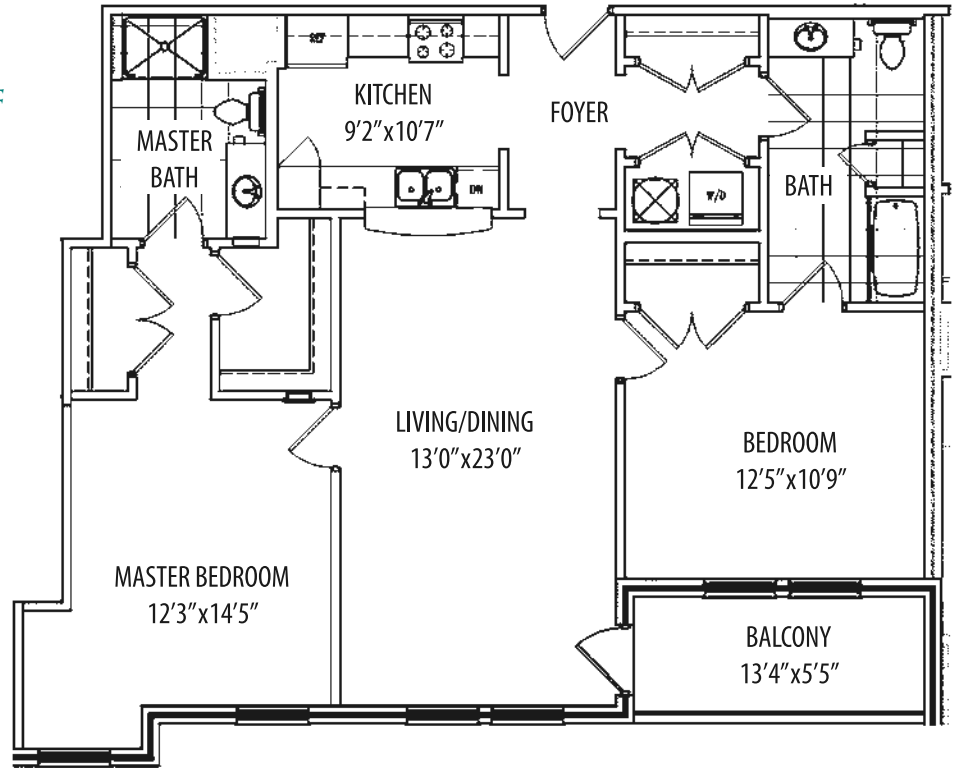 REF
KITCHEN
9'2"x10'7"
FOYER
MASTER
BATH
BATH
W/D
DW
LIVING/DINING
13'0"x23'0"
BEDROOM
12'5"x10'9"
MASTER BEDROOM
12'3"x14'5"
BALCONY
13'4"x5'5"